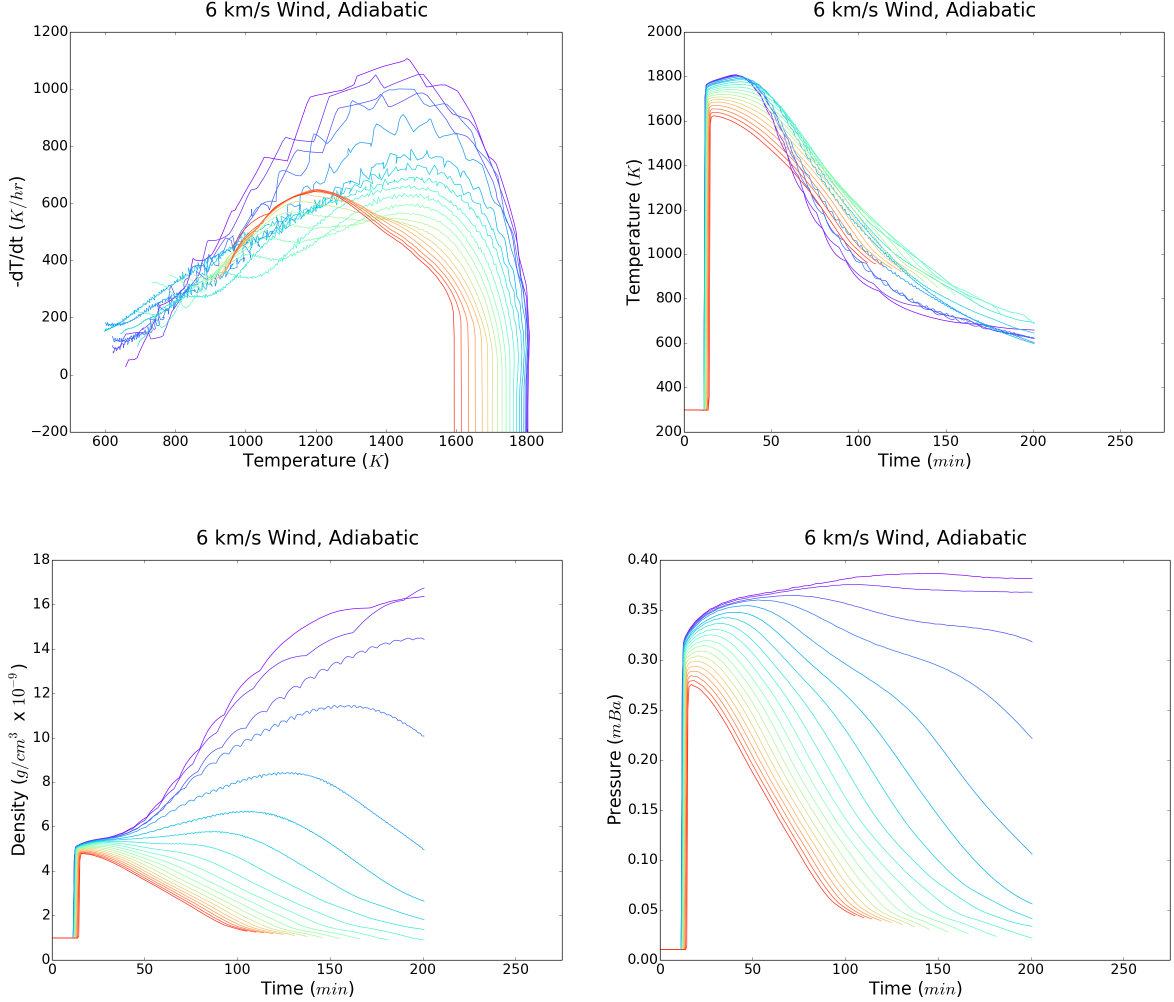 6 km/s Wind, Adiabatic
1200
1000
800
600
400
200
0
−200
-dT/dt (K/hr)
600 800 1000 1200 1400 1600 1800
Temperature (K)
6 km/s Wind, Adiabatic
2000
1800
1600
1400
1200
1000
800
600
400
200
Temperature (K)
0 50 100 150 200 250
Time (min)
6 km/s Wind, Adiabatic
18
16
14
12
10
8
6
4
2
0
Density (g/cm³ x 10⁻⁹)
0 50 100 150 200 250
Time (min)
6 km/s Wind, Adiabatic
0.40
0.35
0.30
0.25
0.20
0.15
0.10
0.05
0.00
Pressure (mBa)
0 50 100 150 200 250
Time (min)